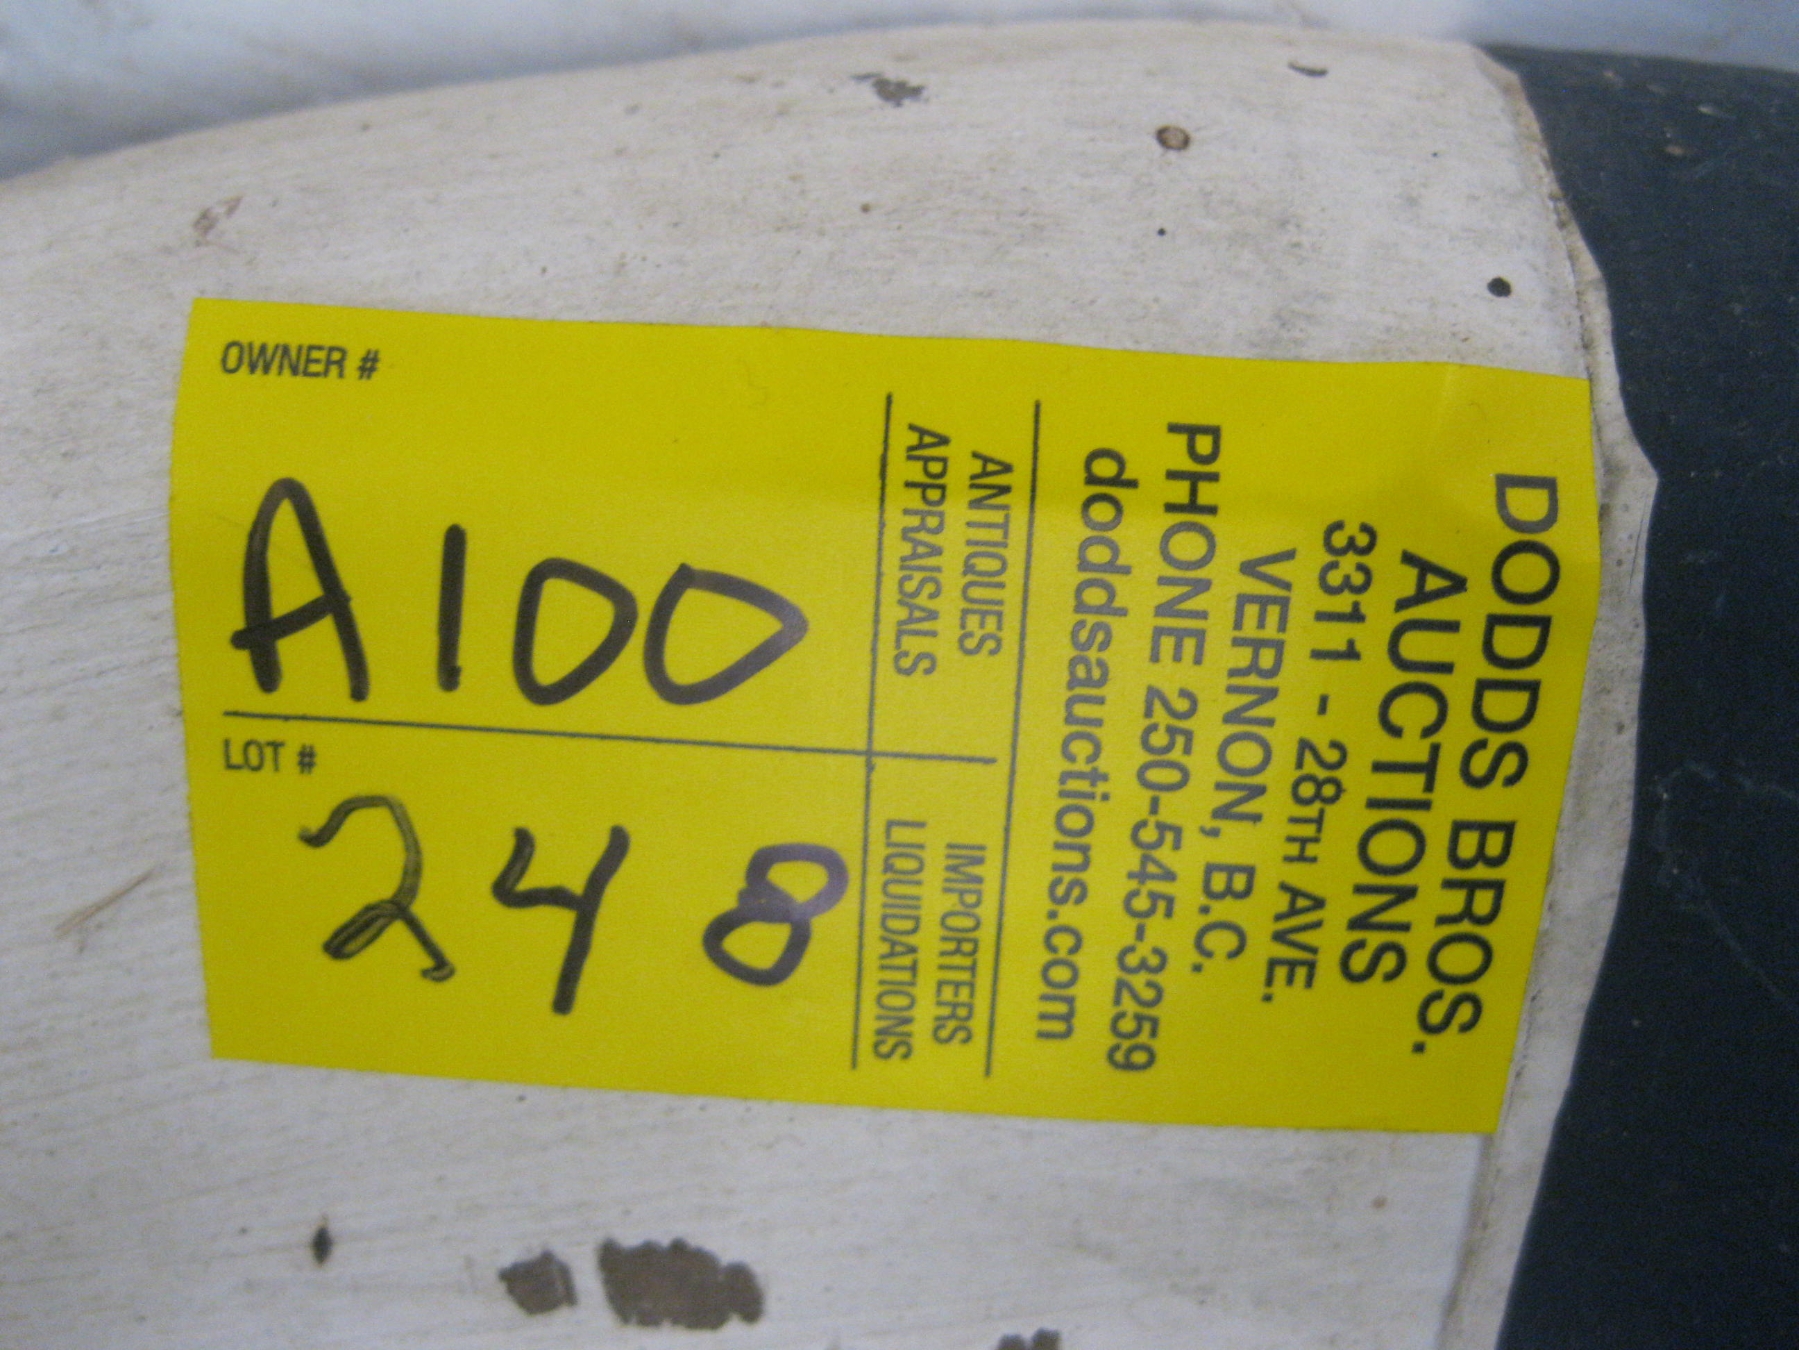 DODDS BROS.
AUCTIONS
3311 - 28TH AVE.
VERNON, B.C.
PHONE 250-545-3259
doddsauctions.com
ANTIQUES
APPRAISALS
IMPORTERS
LIQUIDATIONS
OWNER #
A100
LOT #
248